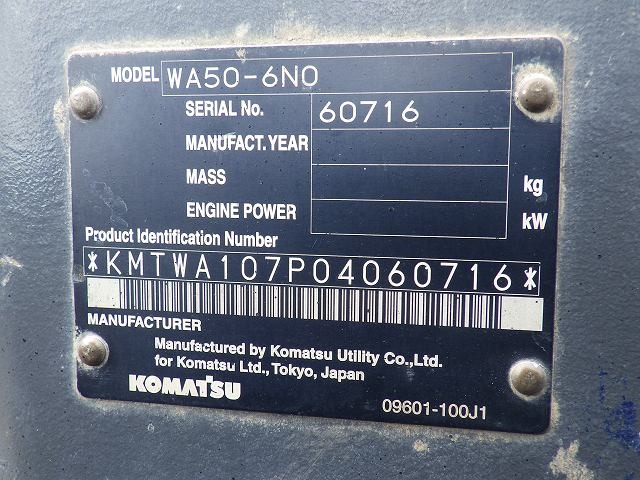 MODEL WA50-6N0
SERIAL No. 60716
MANUFACT.YEAR
MASS kg
ENGINE POWER kW
Product Identification Number
*KMTWA107P04060716*
MANUFACTURER
Manufactured by Komatsu Utility Co.,Ltd.
for Komatsu Ltd.,Tokyo, Japan
KOMATSU
09601-100J1